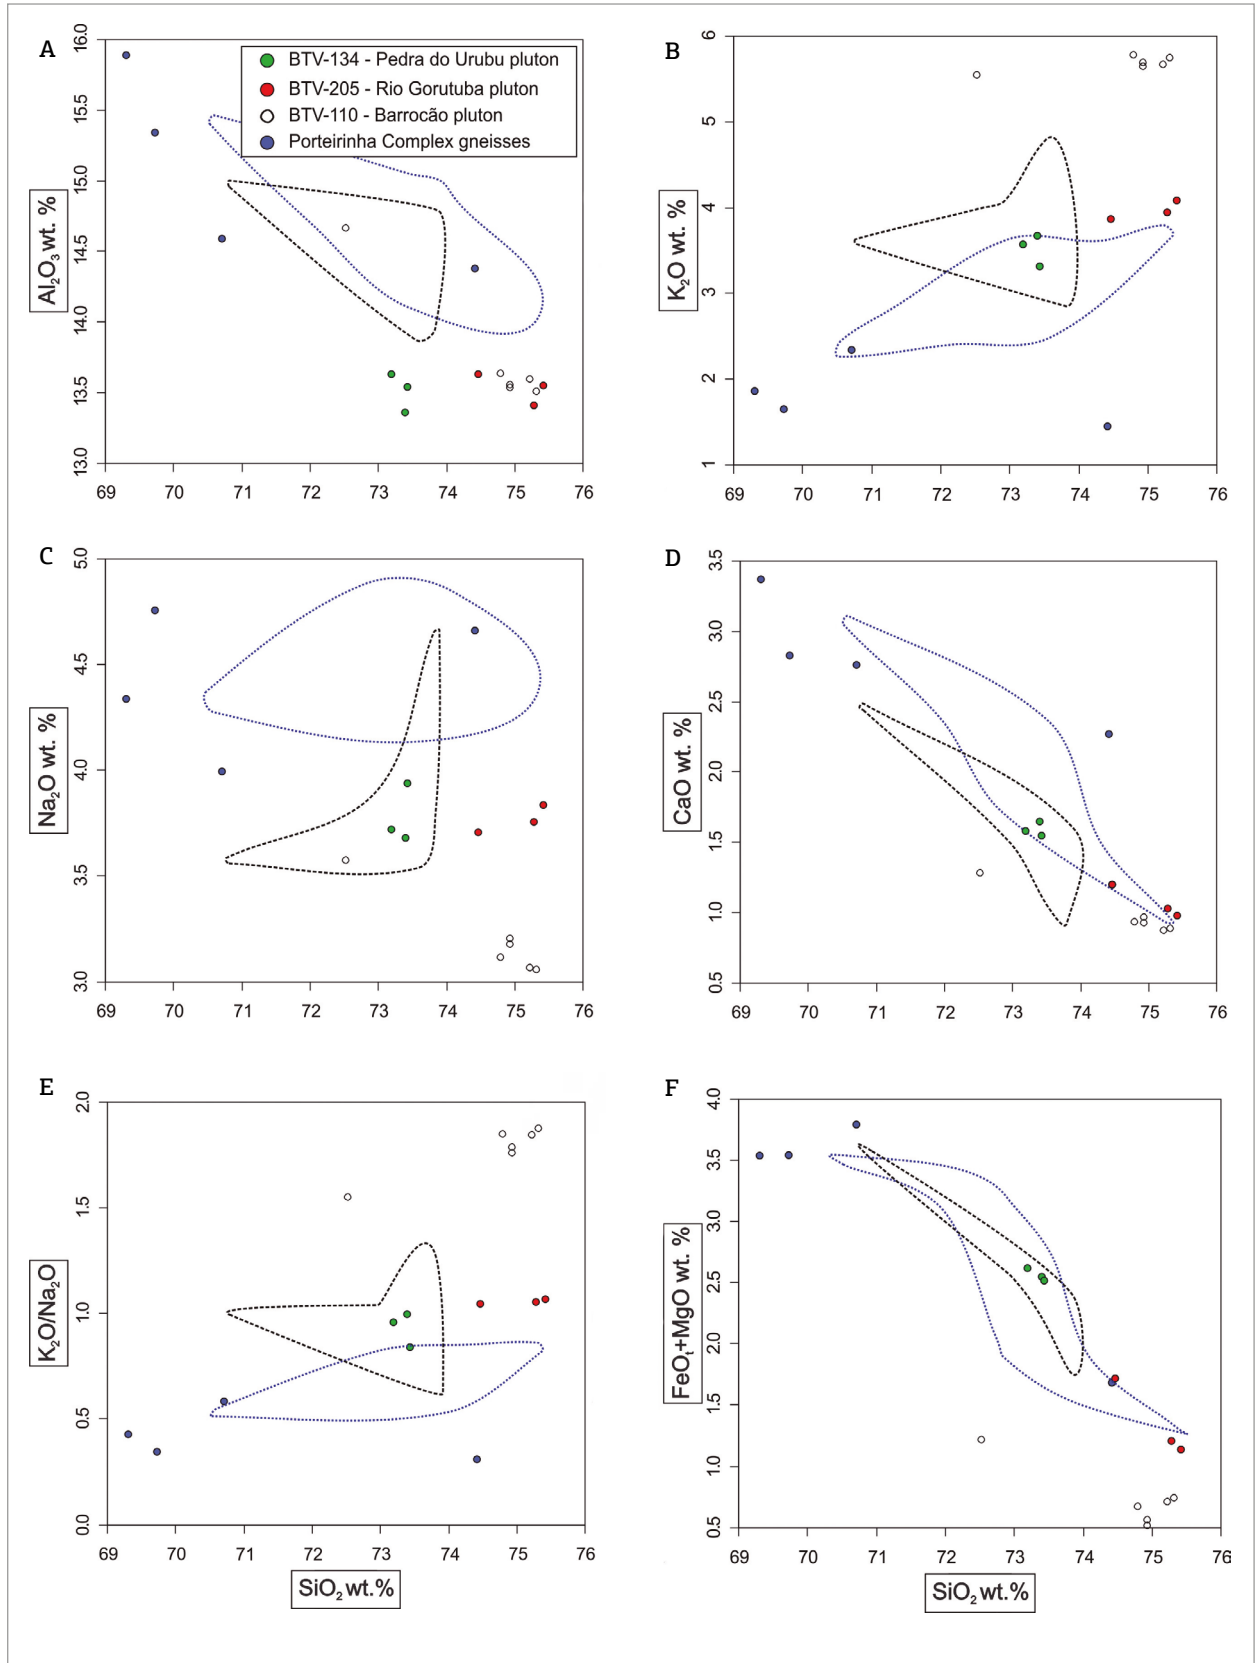 A
16.0
15.5
15.0
14.5
14.0
13.5
13.0
Al2O3 wt. %
BTV-134 - Pedra do Urubu pluton
BTV-205 - Rio Gorutuba pluton
BTV-110 - Barrocão pluton
Porteirinha Complex gneisses
69 70 71 72 73 74 75 76
B
6
5
4
3
2
1
K2O wt. %
69 70 71 72 73 74 75 76
C
5.0
4.5
4.0
3.5
3.0
Na2O wt. %
69 70 71 72 73 74 75 76
D
3.5
3.0
2.5
2.0
1.5
1.0
0.5
CaO wt. %
69 70 71 72 73 74 75 76
E
2.0
1.5
1.0
0.5
0.0
K2O/Na2O
69 70 71 72 73 74 75 76
SiO2 wt.%
F
4.0
3.5
3.0
2.5
2.0
1.5
1.0
0.5
FeOt+MgO wt. %
69 70 71 72 73 74 75 76
SiO2 wt.%